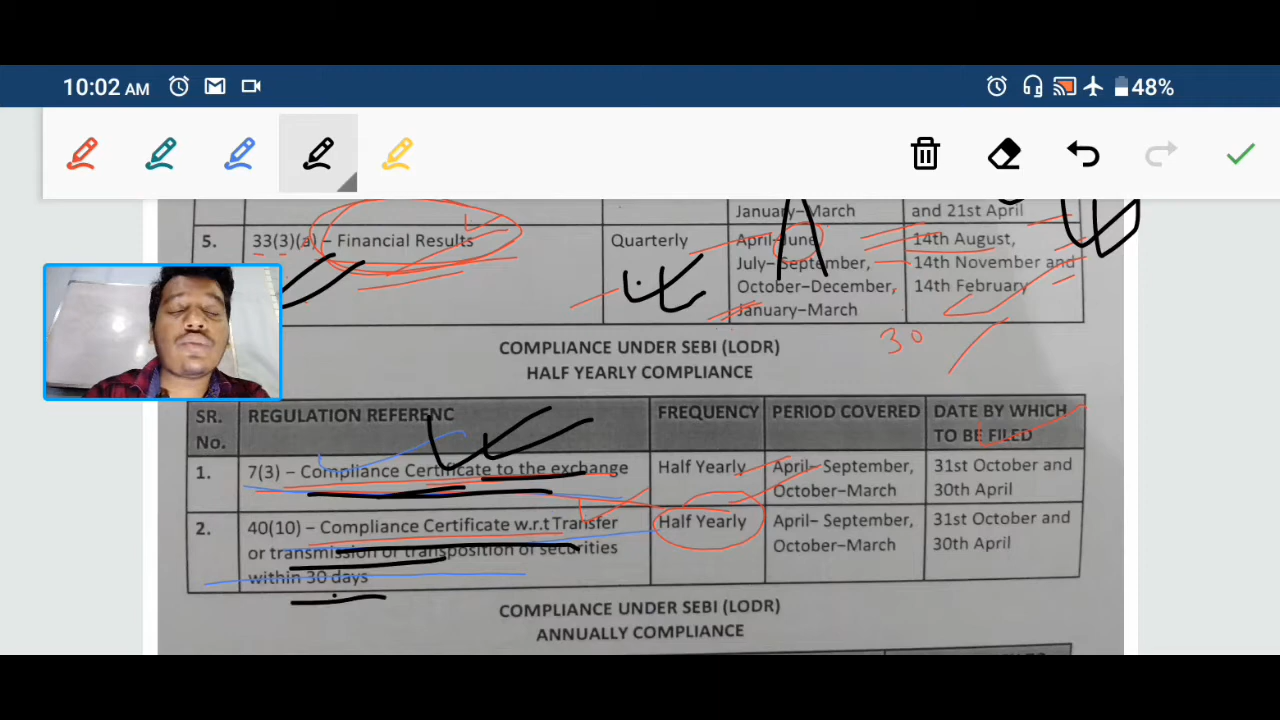 10:02 AM
48%
January–March
and 21st April
5.
33(3)(a) – Financial Results
Quarterly
April-June,
July– September,
October–December,
January–March
14th August,
14th November and
14th February
30
COMPLIANCE UNDER SEBI (LODR)
HALF YEARLY COMPLIANCE
SR.
No.
REGULATION REFERENC
FREQUENCY
PERIOD COVERED
DATE BY WHICH
TO BE FILED
1.
7(3) – Compliance Certificate to the exchange
Half Yearly
April– September,
October–March
31st October and
30th April
2.
40(10) – Compliance Certificate w.r.t Transfer
or transmission or transposition of securities
within 30 days
Half Yearly
April– September,
October–March
31st October and
30th April
COMPLIANCE UNDER SEBI (LODR)
ANNUALLY COMPLIANCE